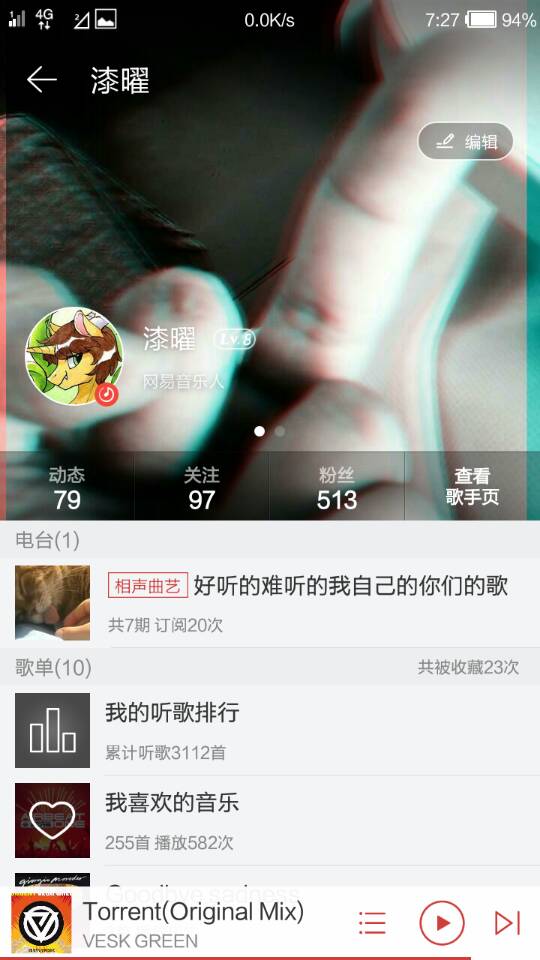 1 4G 2 0.0K/s 7:27 94%
漆曜
编辑
漆曜 Lv.8
网易音乐人
动态 关注 粉丝 查看
79 97 513 歌手页
电台(1)
相声曲艺 好听的难听的我自己的你们的歌
共7期 订阅20次
歌单(10) 共被收藏23次
我的听歌排行
累计听歌3112首
我喜欢的音乐
255首 播放582次
Goodbye sadness
Torrent(Original Mix)
VESK GREEN